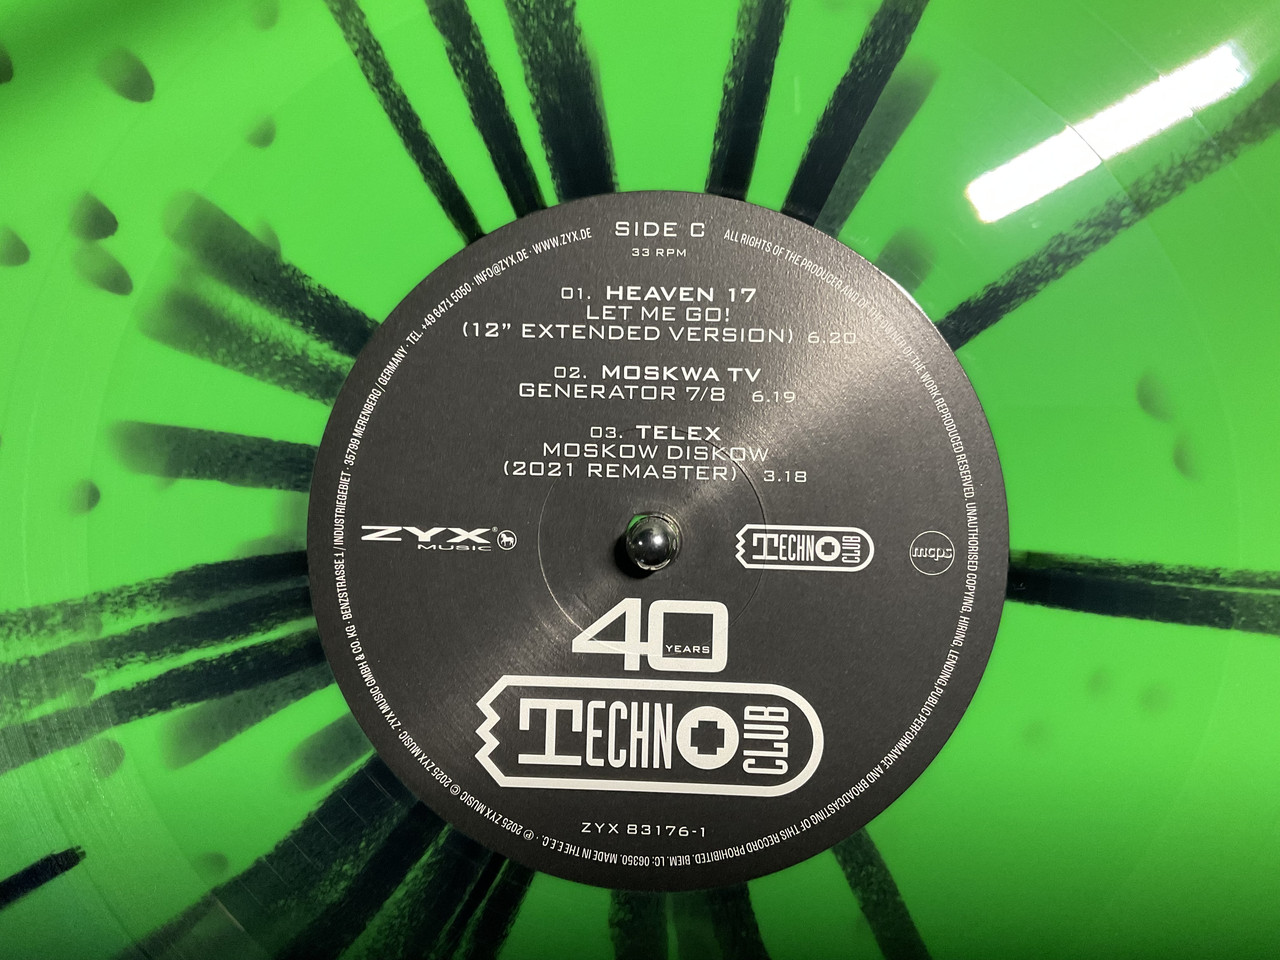 SIDE C
33 RPM
01. HEAVEN 17
LET ME GO!
(12” EXTENDED VERSION) 6.20
02. MOSKWA TV
GENERATOR 7/8 6.19
03. TELEX
MOSKOW DISKOW
(2021 REMASTER) 3.18
ZYX®
MUSIC
TECHNO CLUB
mcps
40
YEARS
TECHNO CLUB
ZYX 83176-1
℗ 2025 ZYX MUSIC © 2025 ZYX MUSIC · ZYX MUSIC GMBH & CO. KG · BENZSTRASSE 1 / INDUSTRIEGEBIET · 35799 MERENBERG / GERMANY · TEL. +49 6471 5050 · INFO@ZYX.DE · WWW.ZYX.DE
ALL RIGHTS OF THE PRODUCER AND OF THE OWNER OF THE WORK REPRODUCED RESERVED. UNAUTHORISED COPYING, HIRING, LENDING, PUBLIC PERFORMANCE AND BROADCASTING OF THIS RECORD PROHIBITED. BIEM. LC: 06350. MADE IN THE E.E.C. ·